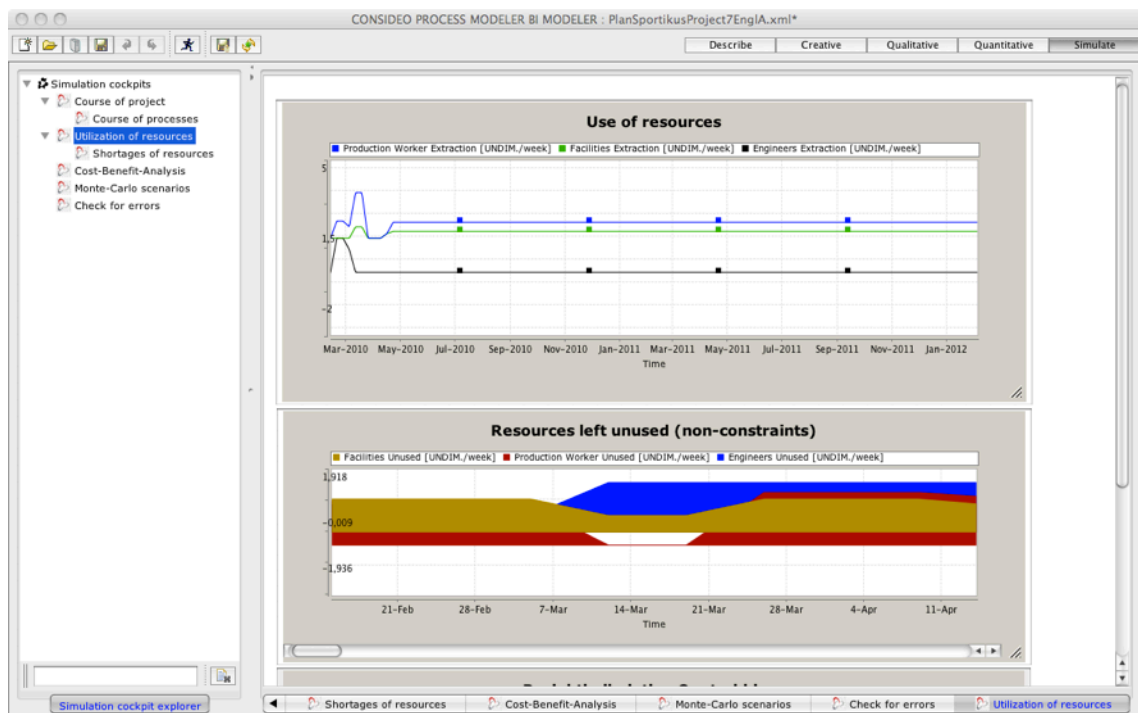 CONSIDEO PROCESS MODELER BI MODELER : PlanSportikusProject7EnglA.xml*
Describe Creative Qualitative Quantitative Simulate
Simulation cockpits
Course of project
Course of processes
Utilization of resources
Shortages of resources
Cost-Benefit-Analysis
Monte-Carlo scenarios
Check for errors
Use of resources
Production Worker Extraction [UNDIM./week] Facilities Extraction [UNDIM./week] Engineers Extraction [UNDIM./week]
5
1,5
-2
Mar-2010 May-2010 Jul-2010 Sep-2010 Nov-2010 Jan-2011 Mar-2011 May-2011 Jul-2011 Sep-2011 Nov-2011 Jan-2012
Time
Resources left unused (non-constraints)
Facilities Unused [UNDIM./week] Production Worker Unused [UNDIM./week] Engineers Unused [UNDIM./week]
1,918
-0,009
-1,936
21-Feb 28-Feb 7-Mar 14-Mar 21-Mar 28-Mar 4-Apr 11-Apr
Time
Simulation cockpit explorer
Shortages of resources Cost-Benefit-Analysis Monte-Carlo scenarios Check for errors Utilization of resources